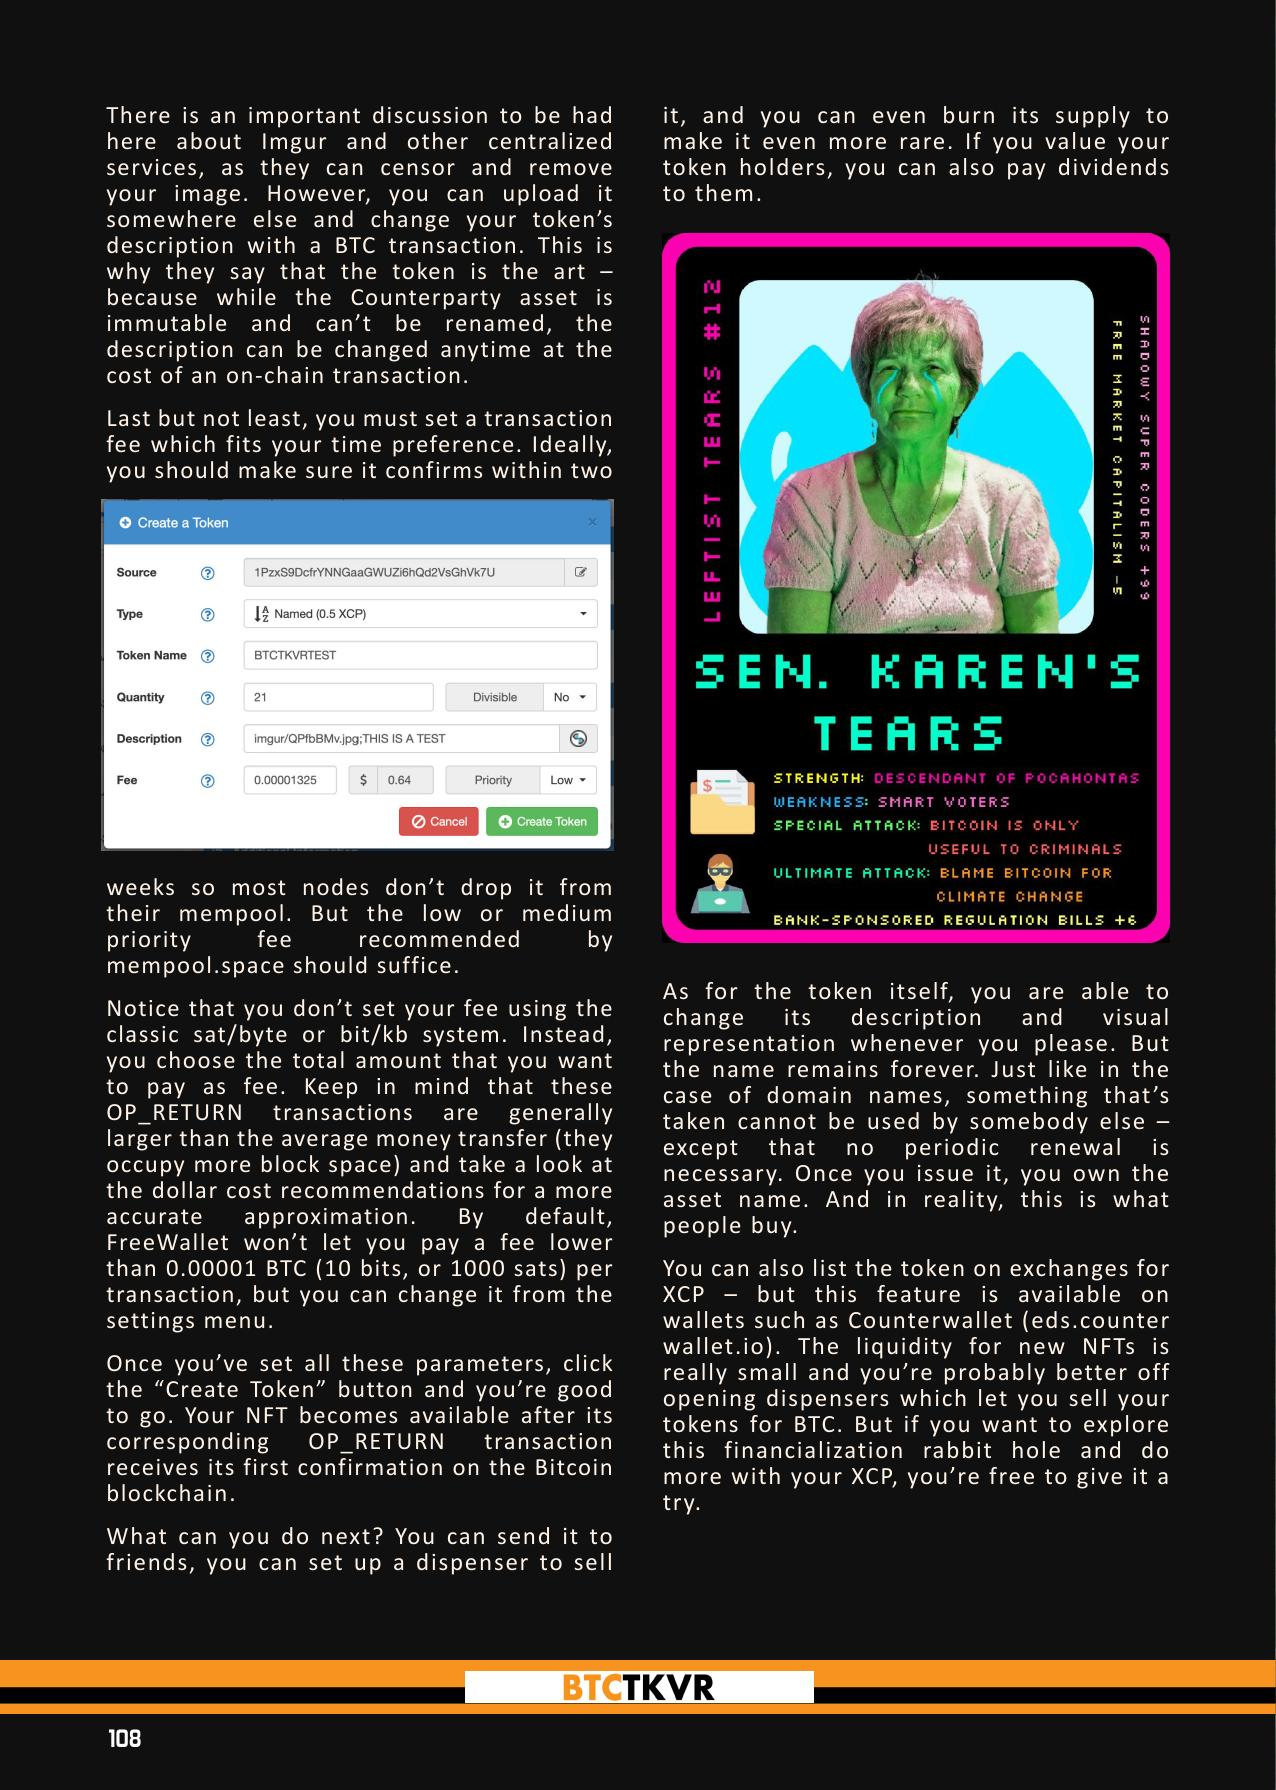 There is an important discussion to be had
here about Imgur and other centralized
services, as they can censor and remove
your image. However, you can upload it
somewhere else and change your token’s
description with a BTC transaction. This is
why they say that the token is the art –
because while the Counterparty asset is
immutable and can’t be renamed, the
description can be changed anytime at the
cost of an on-chain transaction.
Last but not least, you must set a transaction
fee which fits your time preference. Ideally,
you should make sure it confirms within two
Create a Token ×
Source ? 1PzxS9DcfrYNNGaaGWUZi6hQd2VsGhVk7U
Type ? Named (0.5 XCP)
Token Name ? BTCTKVRTEST
Quantity ? 21 Divisible No
Description ? imgur/QPfbBMv.jpg;THIS IS A TEST
Fee ? 0.00001325 $ 0.64 Priority Low
Cancel Create Token
weeks so most nodes don’t drop it from
their mempool. But the low or medium
priority fee recommended by
mempool.space should suffice.
Notice that you don’t set your fee using the
classic sat/byte or bit/kb system. Instead,
you choose the total amount that you want
to pay as fee. Keep in mind that these
OP_RETURN transactions are generally
larger than the average money transfer (they
occupy more block space) and take a look at
the dollar cost recommendations for a more
accurate approximation. By default,
FreeWallet won’t let you pay a fee lower
than 0.00001 BTC (10 bits, or 1000 sats) per
transaction, but you can change it from the
settings menu.
Once you’ve set all these parameters, click
the “Create Token” button and you’re good
to go. Your NFT becomes available after its
corresponding OP_RETURN transaction
receives its first confirmation on the Bitcoin
blockchain.
What can you do next? You can send it to
friends, you can set up a dispenser to sell
it, and you can even burn its supply to
make it even more rare. If you value your
token holders, you can also pay dividends
to them.
LEFTIST TEARS #12
SHADOWY SUPER CODERS +99
FREE MARKET CAPITALISM -5
SEN. KAREN'S
TEARS
STRENGTH: DESCENDANT OF POCAHONTAS
WEAKNESS: SMART VOTERS
SPECIAL ATTACK: BITCOIN IS ONLY
USEFUL TO CRIMINALS
ULTIMATE ATTACK: BLAME BITCOIN FOR
CLIMATE CHANGE
BANK-SPONSORED REGULATION BILLS +6
As for the token itself, you are able to
change its description and visual
representation whenever you please. But
the name remains forever. Just like in the
case of domain names, something that’s
taken cannot be used by somebody else –
except that no periodic renewal is
necessary. Once you issue it, you own the
asset name. And in reality, this is what
people buy.
You can also list the token on exchanges for
XCP – but this feature is available on
wallets such as Counterwallet (eds.counter
wallet.io). The liquidity for new NFTs is
really small and you’re probably better off
opening dispensers which let you sell your
tokens for BTC. But if you want to explore
this financialization rabbit hole and do
more with your XCP, you’re free to give it a
try.
BTCTKVR
108